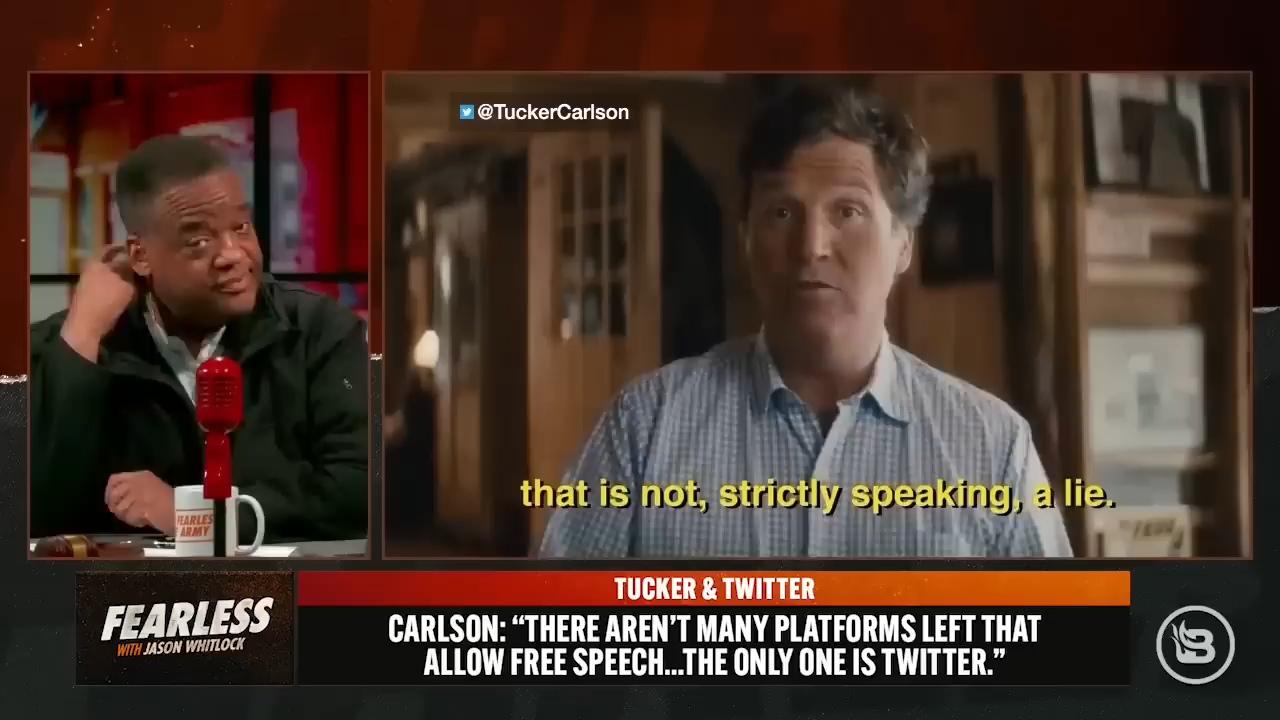 @TuckerCarlson
that is not, strictly speaking, a lie.
FEARLES
ARMY
TUCKER & TWITTER
FEARLESS
WITH JASON WHITLOCK
CARLSON: “THERE AREN’T MANY PLATFORMS LEFT THAT
ALLOW FREE SPEECH...THE ONLY ONE IS TWITTER.”
B